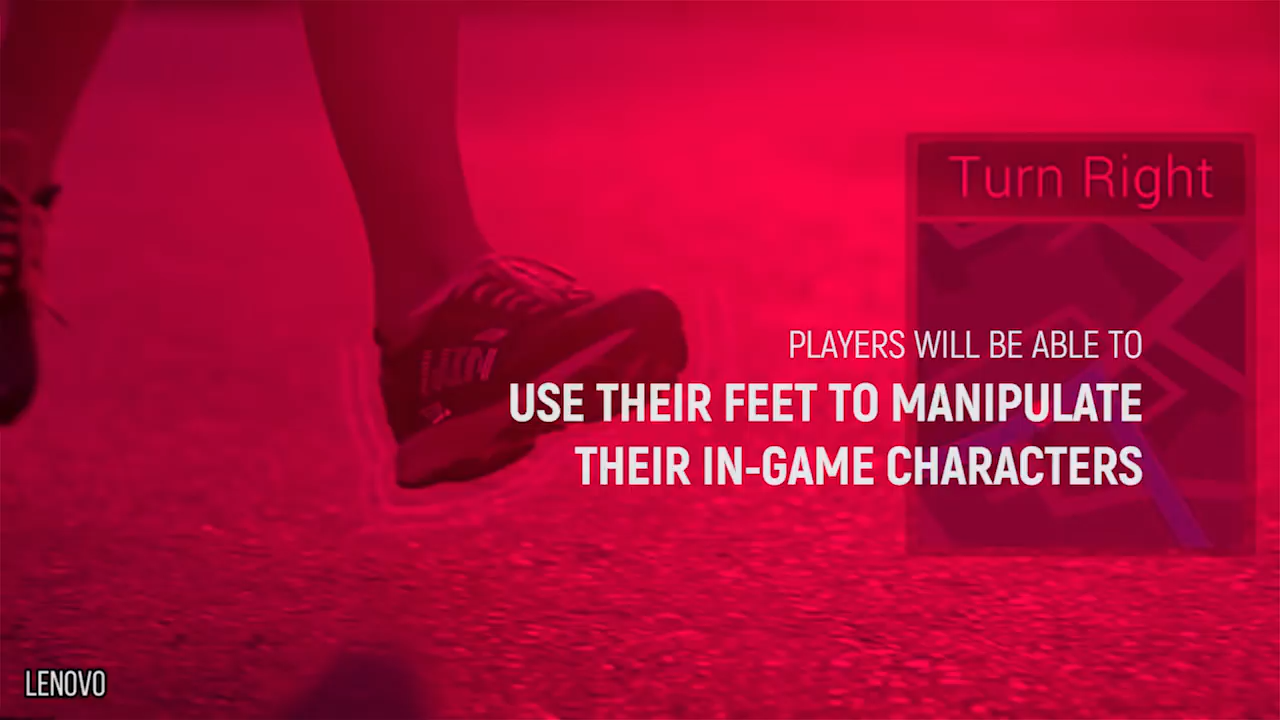 Turn Right
PLAYERS WILL BE ABLE TO
USE THEIR FEET TO MANIPULATE
THEIR IN-GAME CHARACTERS
LENOVO